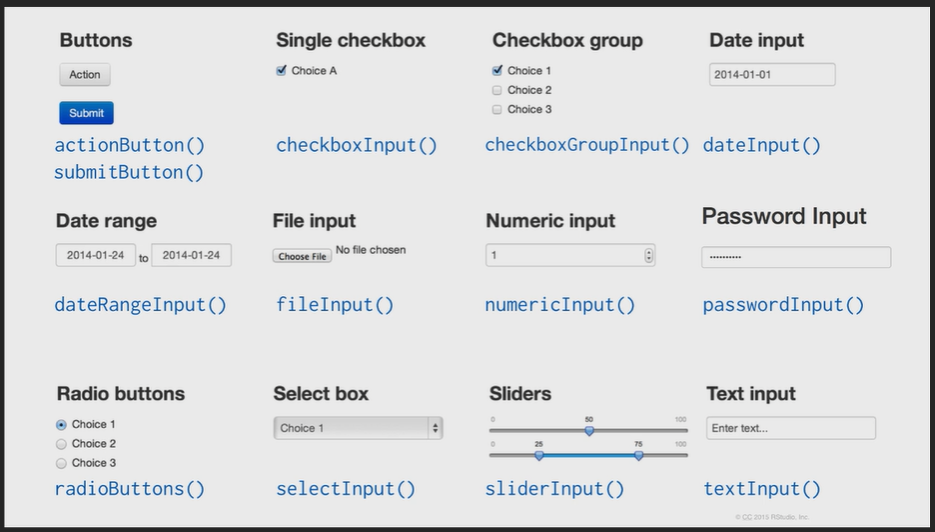 Buttons
Action
Submit
actionButton()
submitButton()
Single checkbox
Choice A
checkboxInput()
Checkbox group
Choice 1
Choice 2
Choice 3
checkboxGroupInput()
Date input
2014-01-01
dateInput()
Date range
2014-01-24 to 2014-01-24
dateRangeInput()
File input
Choose File No file chosen
fileInput()
Numeric input
1
numericInput()
Password Input
••••••••••
passwordInput()
Radio buttons
Choice 1
Choice 2
Choice 3
radioButtons()
Select box
Choice 1
selectInput()
Sliders
0 50 100
0 25 75 100
sliderInput()
Text input
Enter text...
textInput()
© CC 2015 RStudio, Inc.